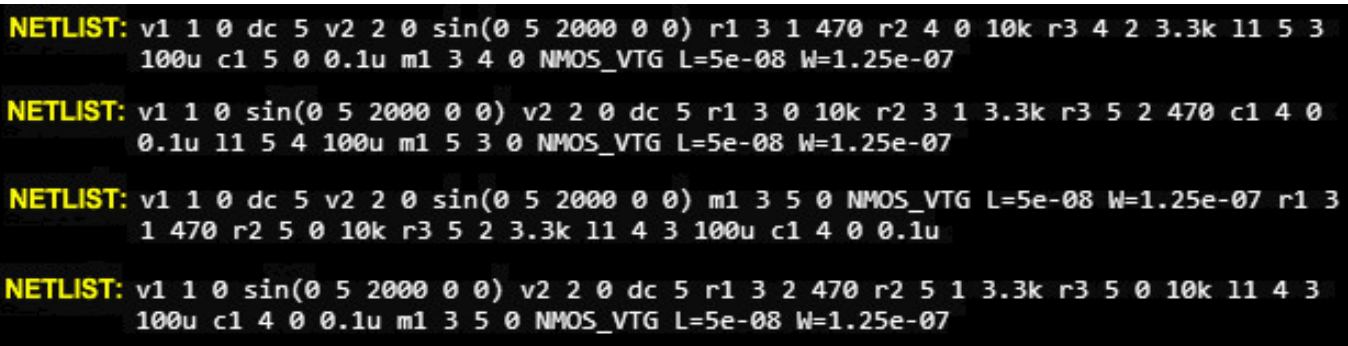 NETLIST: v1 1 0 dc 5 v2 2 0 sin(0 5 2000 0 0) r1 3 1 470 r2 4 0 10k r3 4 2 3.3k l1 5 3
100u c1 5 0 0.1u m1 3 4 0 NMOS_VTG L=5e-08 W=1.25e-07
NETLIST: v1 1 0 sin(0 5 2000 0 0) v2 2 0 dc 5 r1 3 0 10k r2 3 1 3.3k r3 5 2 470 c1 4 0
0.1u l1 5 4 100u m1 5 3 0 NMOS_VTG L=5e-08 W=1.25e-07
NETLIST: v1 1 0 dc 5 v2 2 0 sin(0 5 2000 0 0) m1 3 5 0 NMOS_VTG L=5e-08 W=1.25e-07 r1 3
1 470 r2 5 0 10k r3 5 2 3.3k l1 4 3 100u c1 4 0 0.1u
NETLIST: v1 1 0 sin(0 5 2000 0 0) v2 2 0 dc 5 r1 3 2 470 r2 5 1 3.3k r3 5 0 10k l1 4 3
100u c1 4 0 0.1u m1 3 5 0 NMOS_VTG L=5e-08 W=1.25e-07